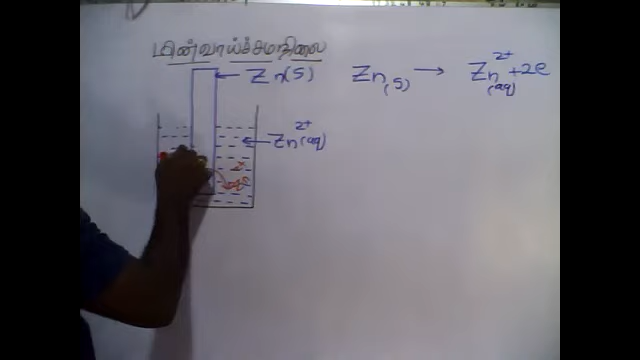 மின்வாய்ச்சமநிலை
Zn(S)
Zn(S) → Zn²⁺(aq) + 2e
Zn²⁺(aq)